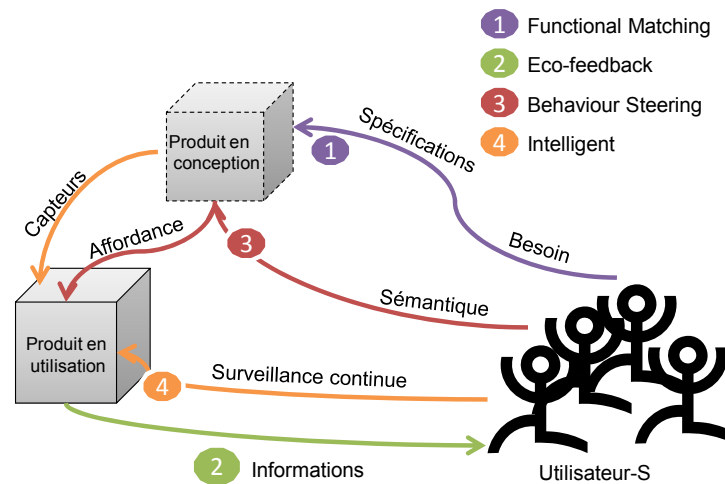 1 Functional Matching
2 Eco-feedback
3 Behaviour Steering
4 Intelligent
Produit en
conception
Spécifications
1
Besoin
Capteurs
Affordance
3
Sémantique
Produit en
utilisation
4
Surveillance continue
2 Informations
Utilisateur-S